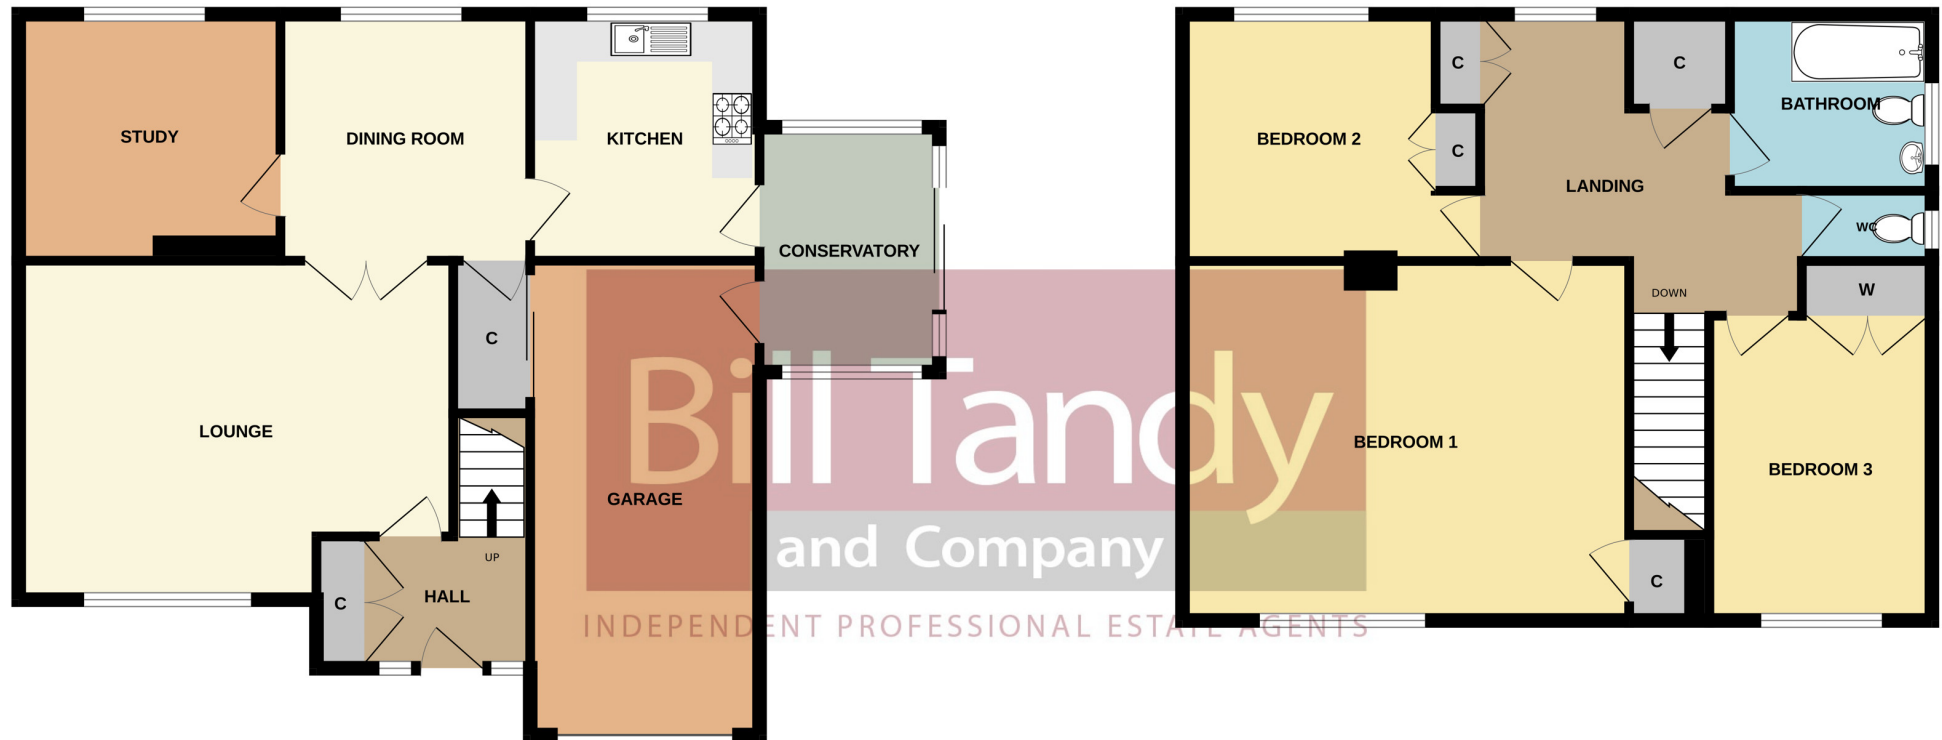 STUDY
DINING ROOM
KITCHEN
CONSERVATORY
C
LOUNGE
GARAGE
UP
C
HALL
C
C
BATHROOM
BEDROOM 2
C
LANDING
WC
DOWN
W
BEDROOM 1
BEDROOM 3
C
Bill Tandy
and Company
INDEPENDENT PROFESSIONAL ESTATE AGENTS